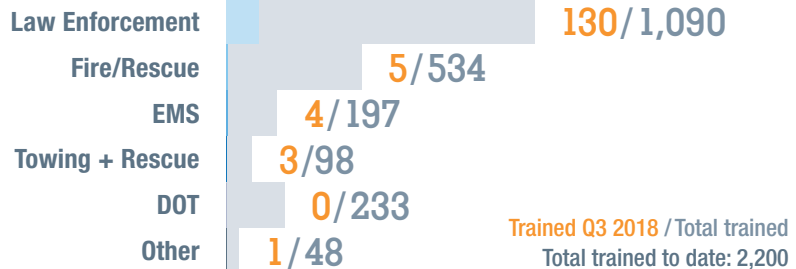 Law Enforcement 130/1,090
Fire/Rescue 5/534
EMS 4/197
Towing + Rescue 3/98
DOT 0/233
Other 1/48
Trained Q3 2018 / Total trained
Total trained to date: 2,200